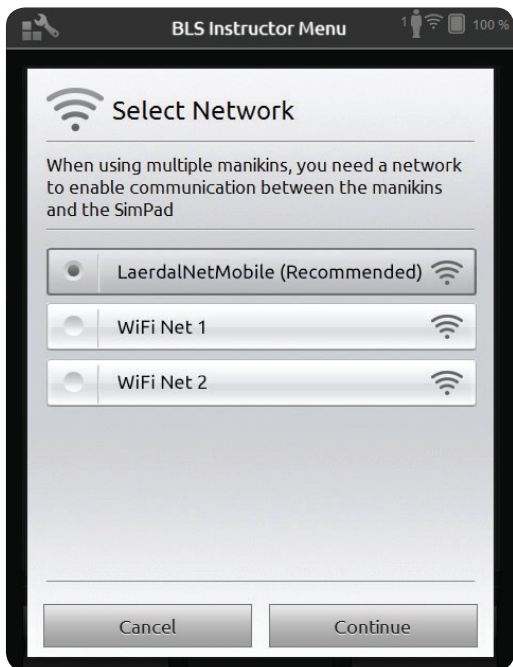 BLS Instructor Menu
1
100 %
Select Network
When using multiple manikins, you need a network
to enable communication between the manikins
and the SimPad
LaerdalNetMobile (Recommended)
WiFi Net 1
WiFi Net 2
Cancel
Continue